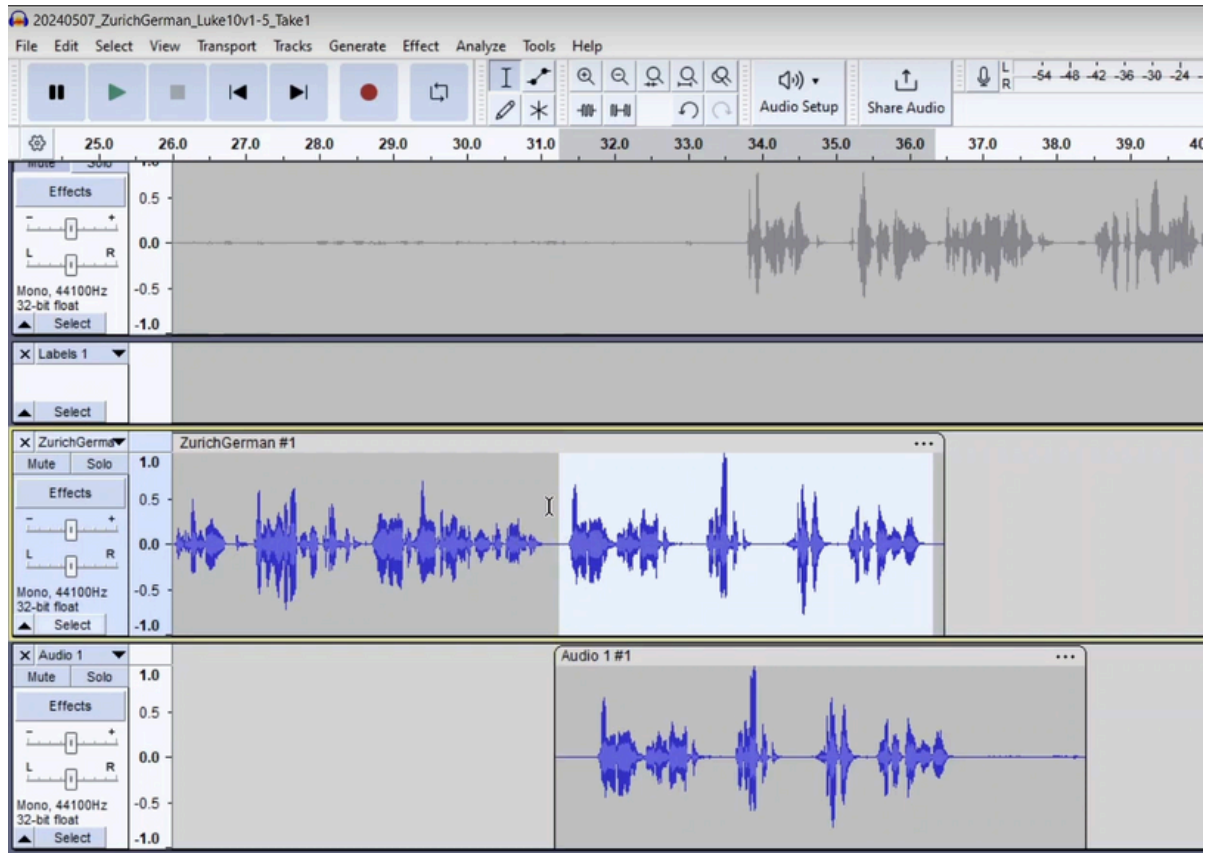 20240507_ZurichGerman_Luke10v1-5_Take1
File Edit Select View Transport Tracks Generate Effect Analyze Tools Help
Audio Setup
Share Audio
L
R
-54 -48 -42 -36 -30 -24
25.0 26.0 27.0 28.0 29.0 30.0 31.0 32.0 33.0 34.0 35.0 36.0 37.0 38.0 39.0 40
Mute Solo 1.0
Effects
0.5
- +
0.0
L R
-0.5
Mono, 44100Hz
32-bit float
Select
-1.0
Labels 1
Select
ZurichGerma
ZurichGerman #1
Mute Solo 1.0
Effects
0.5
- +
0.0
L R
-0.5
Mono, 44100Hz
32-bit float
Select
-1.0
Audio 1
Audio 1 #1
Mute Solo 1.0
Effects
0.5
- +
0.0
L R
-0.5
Mono, 44100Hz
32-bit float
Select
-1.0